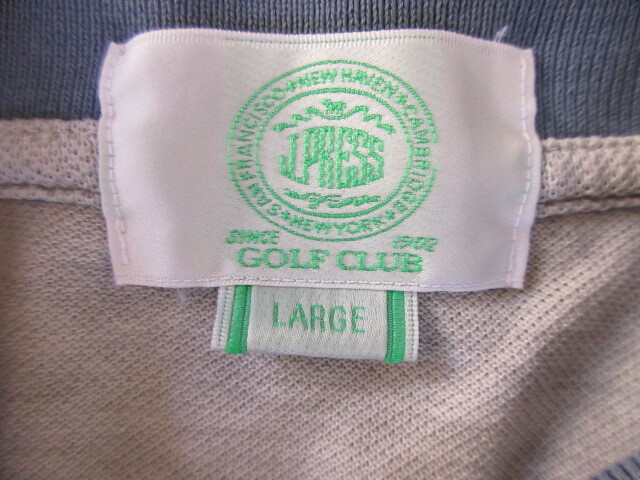 SAN FRANCISCO • NEW HAVEN • CAMBRIDGE • NEW YORK •
J. PRESS
SINCE 1902
GOLF CLUB
LARGE